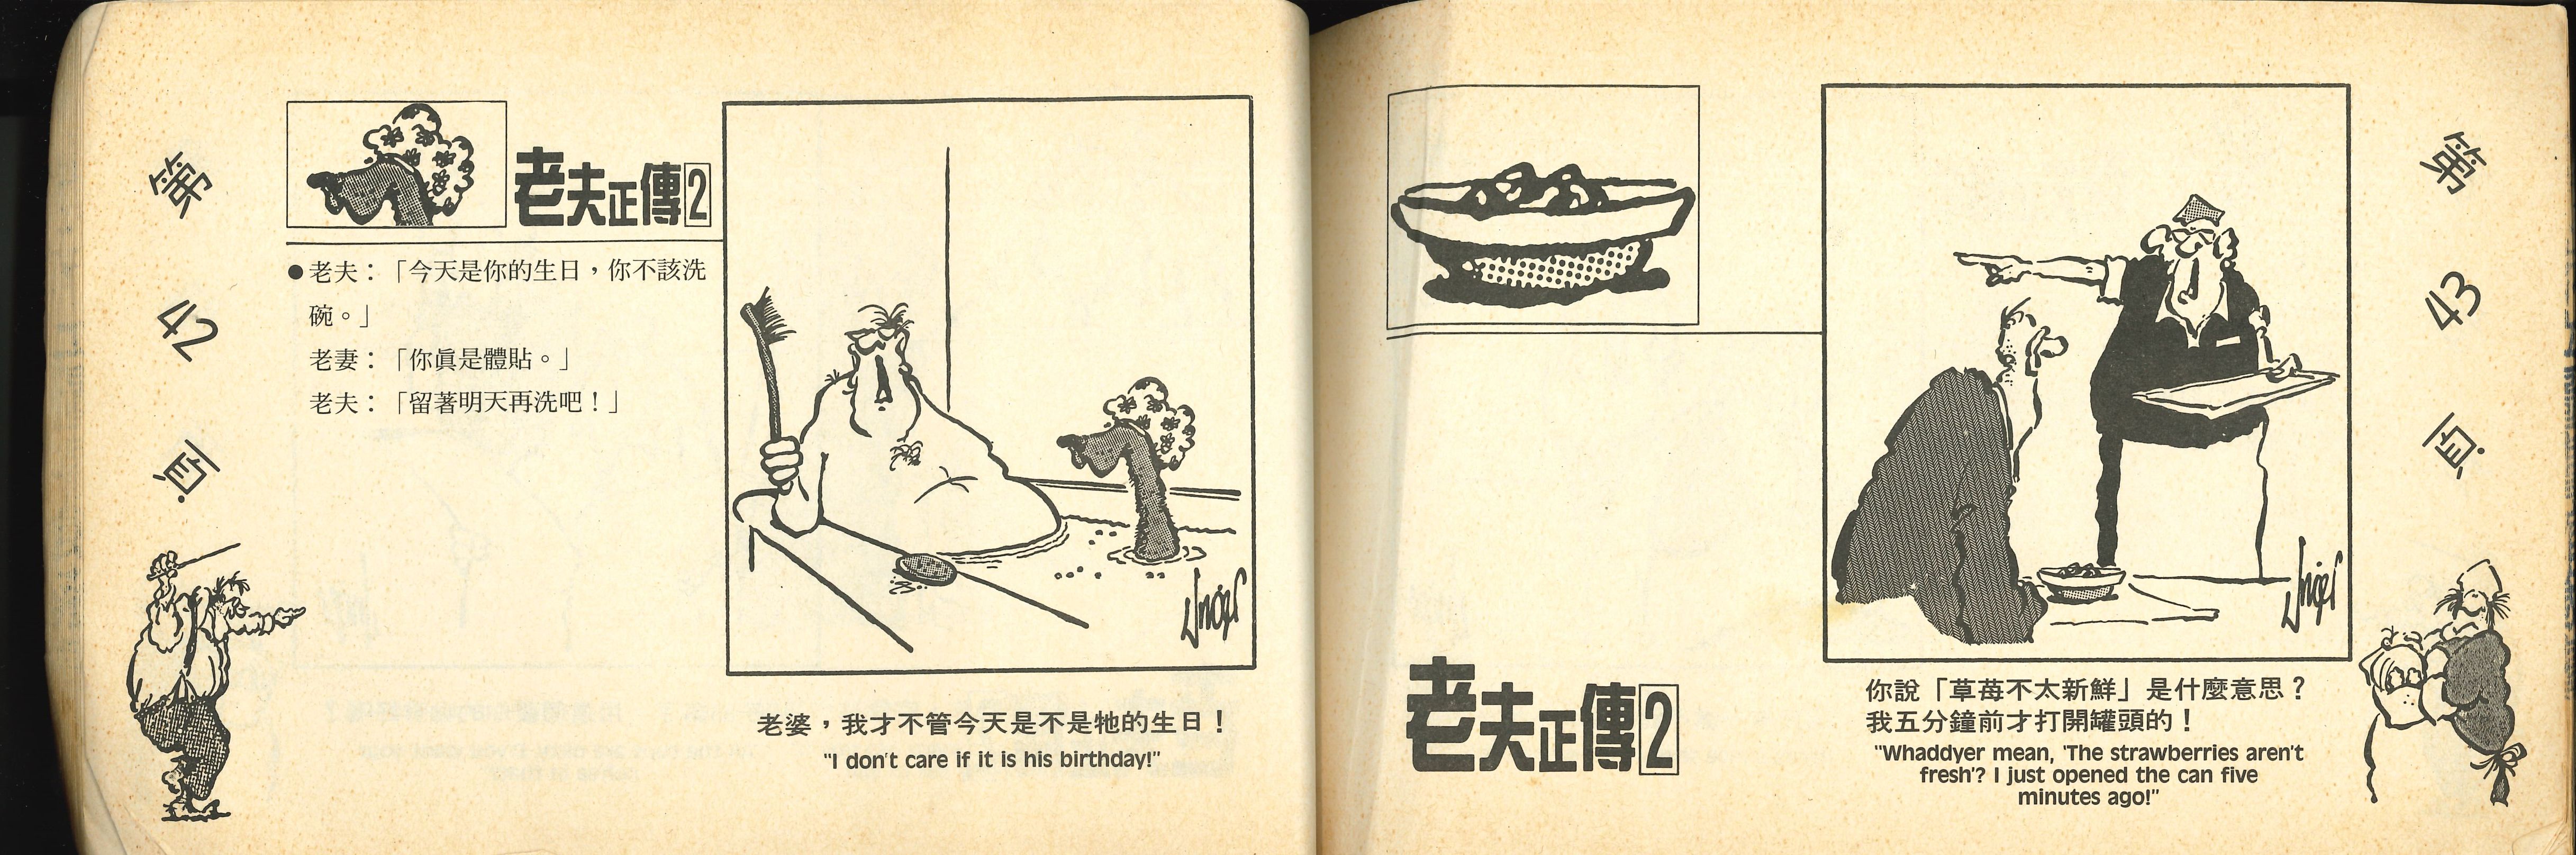 第
42
頁
老夫正傳2
●老夫：「今天是你的生日，你不該洗
碗。」
老妻：「你眞是體貼。」
老夫：「留著明天再洗吧！」
老婆，我才不管今天是不是牠的生日！
"I don't care if it is his birthday!"
老夫正傳2
你說「草莓不太新鮮」是什麼意思？
我五分鐘前才打開罐頭的！
"Whaddyer mean, 'The strawberries aren't
fresh'? I just opened the can five
minutes ago!"
第
43
頁